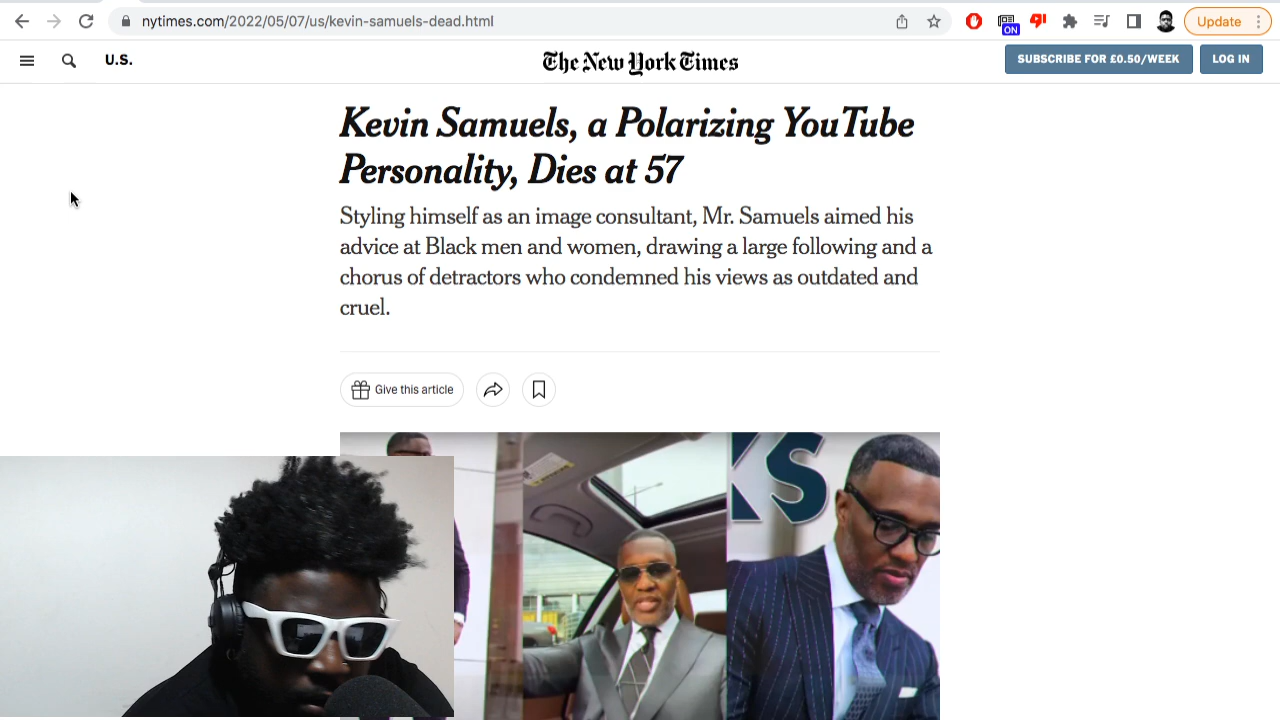 nytimes.com/2022/05/07/us/kevin-samuels-dead.html
ON
Update
U.S.
The New York Times
SUBSCRIBE FOR £0.50/WEEK
LOG IN
Kevin Samuels, a Polarizing YouTube
Personality, Dies at 57
Styling himself as an image consultant, Mr. Samuels aimed his
advice at Black men and women, drawing a large following and a
chorus of detractors who condemned his views as outdated and
cruel.
Give this article
KS